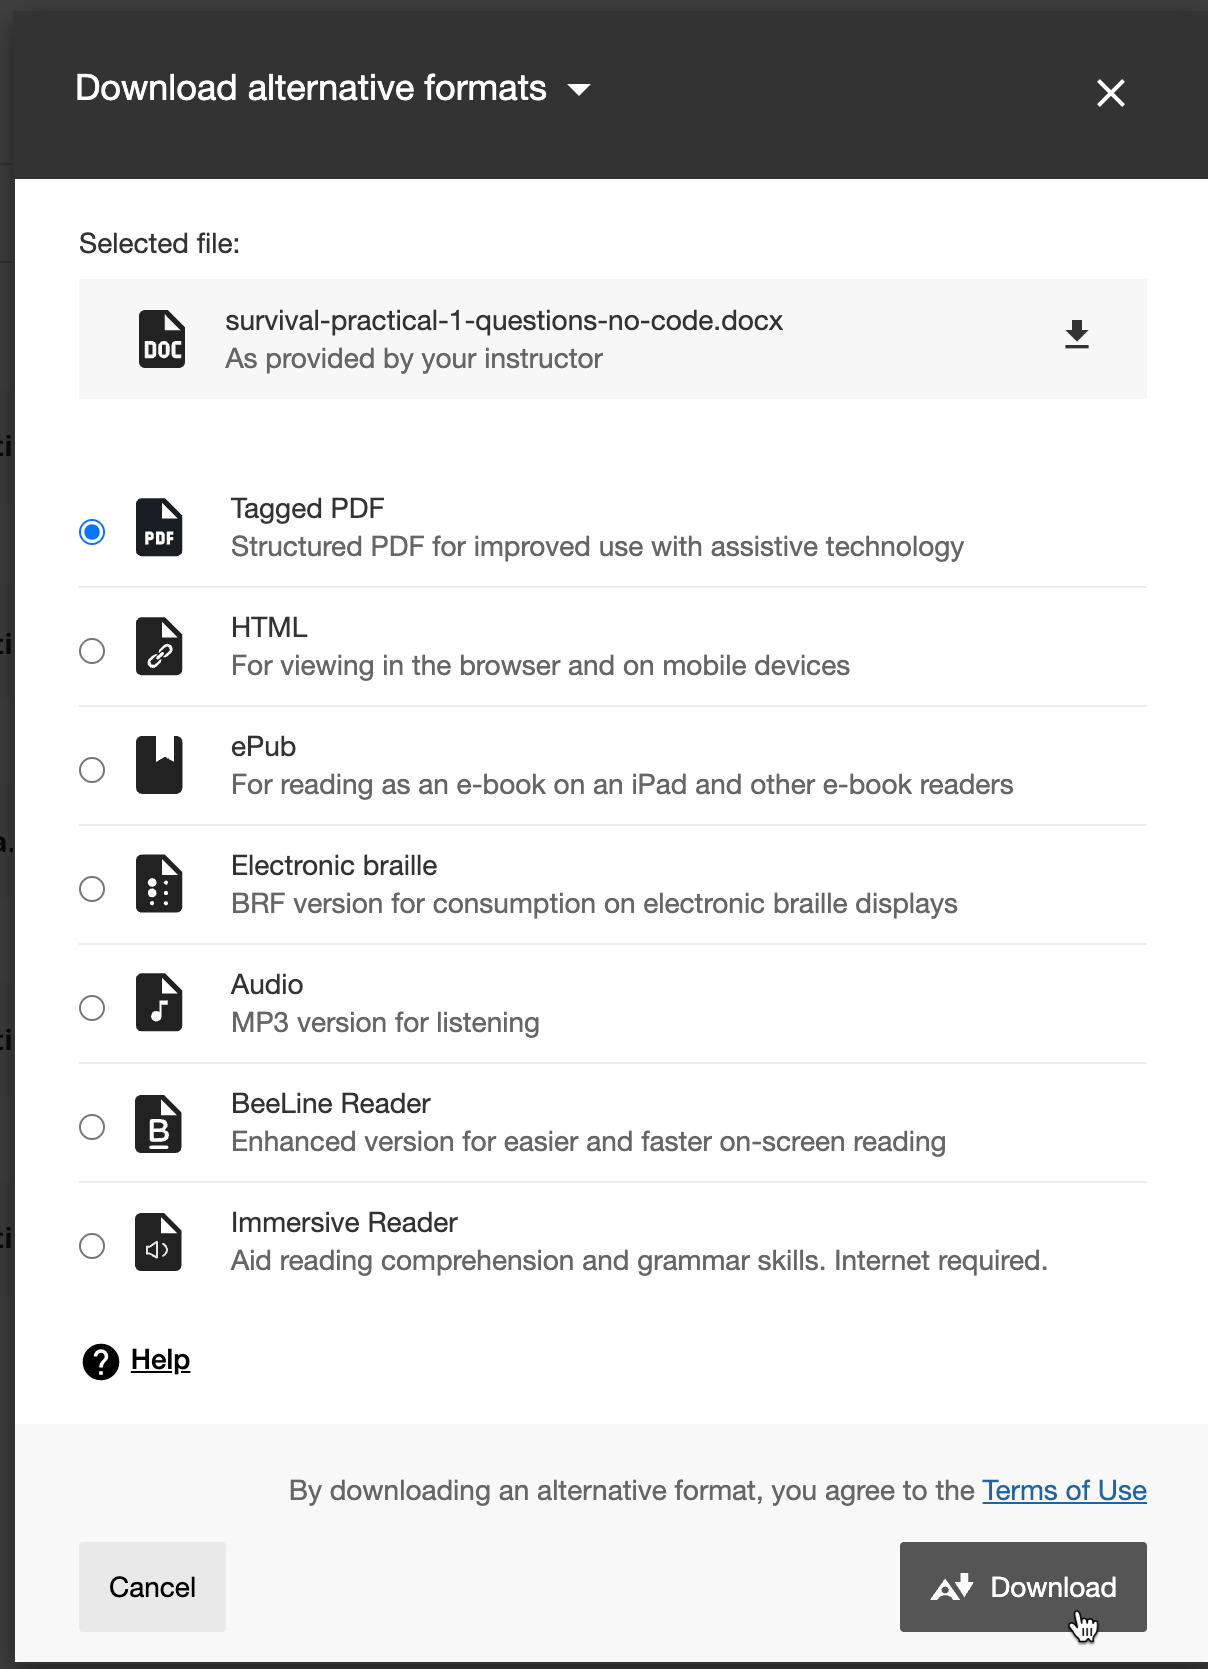 Download alternative formats
Selected file:
DOC
survival-practical-1-questions-no-code.docx
As provided by your instructor
PDF
Tagged PDF
Structured PDF for improved use with assistive technology
HTML
For viewing in the browser and on mobile devices
ePub
For reading as an e-book on an iPad and other e-book readers
Electronic braille
BRF version for consumption on electronic braille displays
Audio
MP3 version for listening
B
BeeLine Reader
Enhanced version for easier and faster on-screen reading
Immersive Reader
Aid reading comprehension and grammar skills. Internet required.
? Help
By downloading an alternative format, you agree to the Terms of Use
Cancel
Download